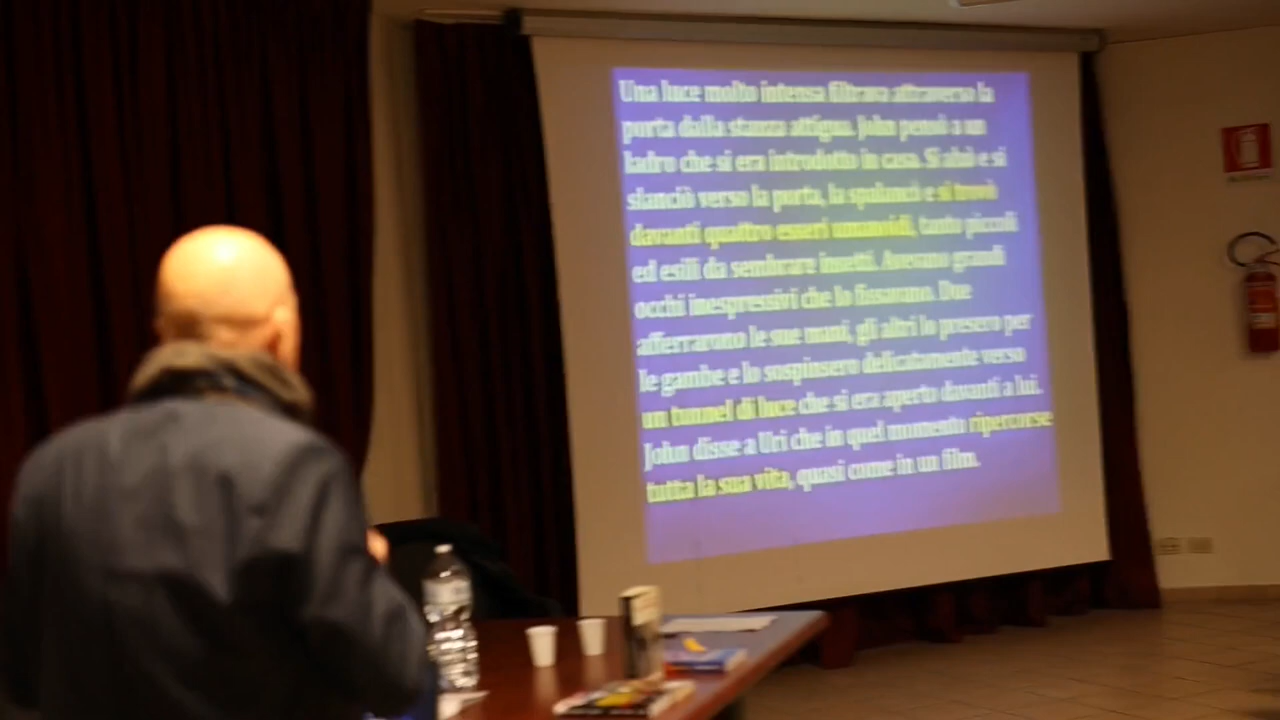 Una luce molto intensa filtrava attraverso la
porta dalla stanza attigua. John pensò a un
ladro che si era introdotto in casa. Si alzò e si
slanciò verso la porta, la spalancò e si trovò
davanti quattro esseri umanoidi, tanto piccoli
ed esili da sembrare insetti. Avevano grandi
occhi inespressivi che lo fissarono. Due
afferrarono le sue mani, gli altri lo presero per
le gambe e lo sospinsero delicatamente verso
un tunnel di luce che si era aperto davanti a lui.
John disse a Uri che in quel momento ripercorse
tutta la sua vita, quasi come in un film.